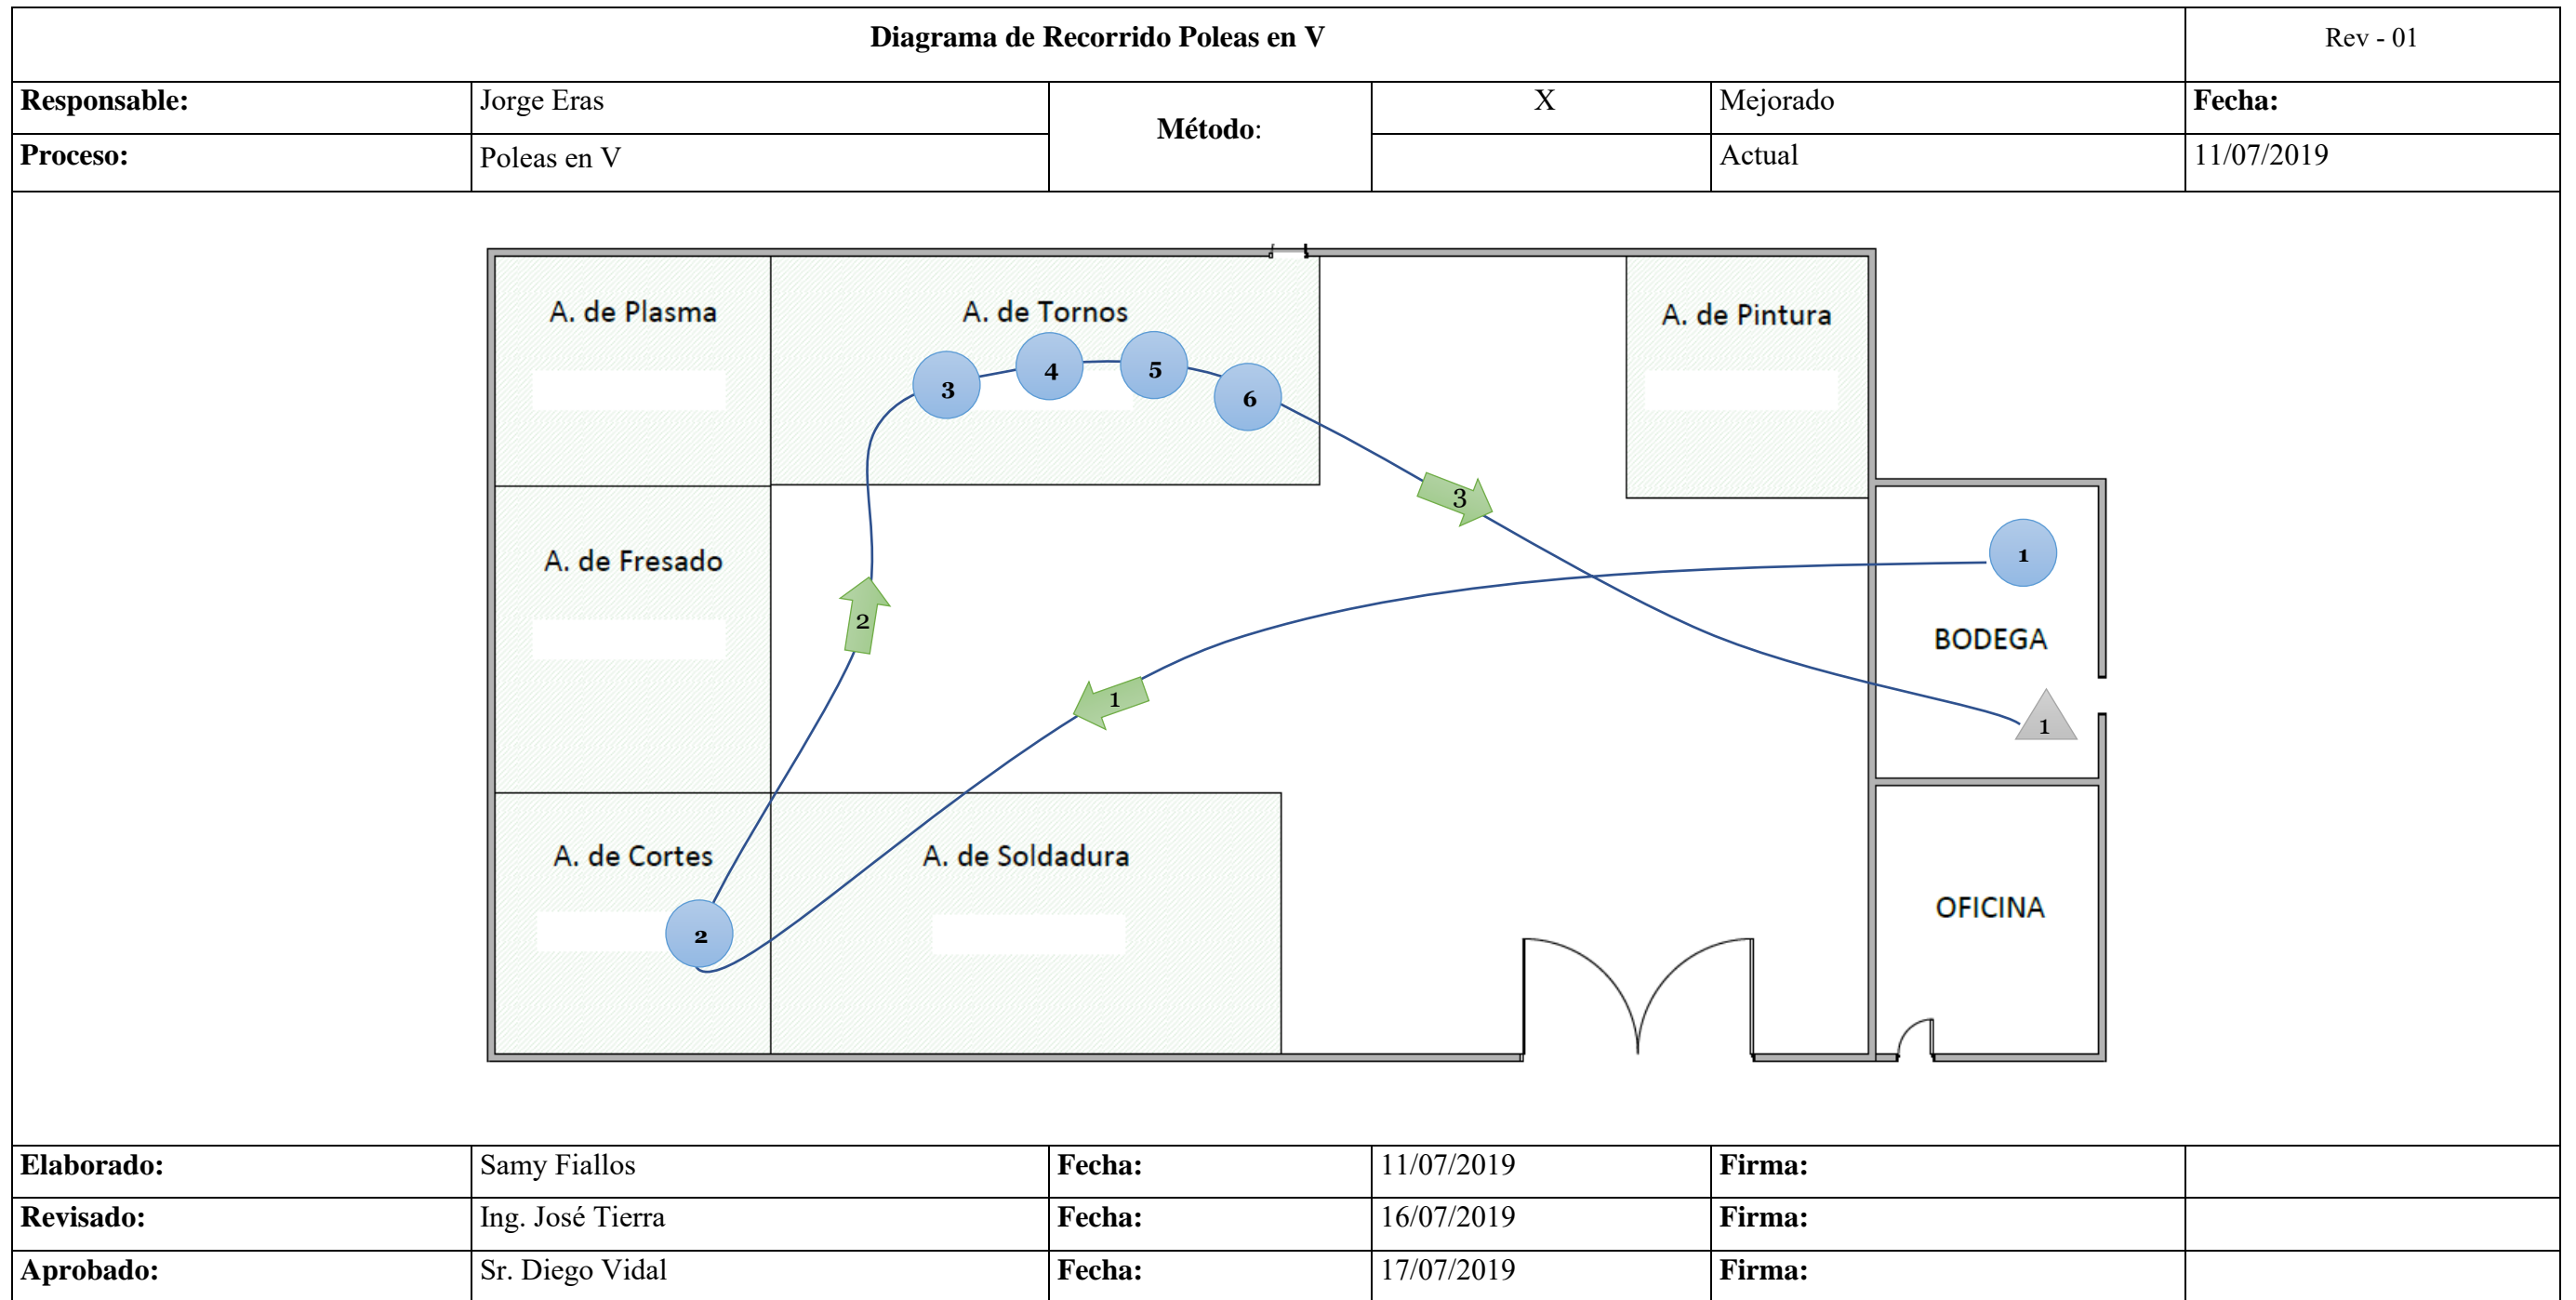 Diagrama de Recorrido Poleas en V
Rev - 01
Responsable:
Jorge Eras
Método:
X
Mejorado
Fecha:
Proceso:
Poleas en V
Actual
11/07/2019
A. de Plasma
A. de Tornos
A. de Pintura
3
4
5
6
3
A. de Fresado
1
2
BODEGA
1
1
A. de Cortes
A. de Soldadura
OFICINA
2
Elaborado:
Samy Fiallos
Fecha:
11/07/2019
Firma:
Revisado:
Ing. José Tierra
Fecha:
16/07/2019
Firma:
Aprobado:
Sr. Diego Vidal
Fecha:
17/07/2019
Firma: